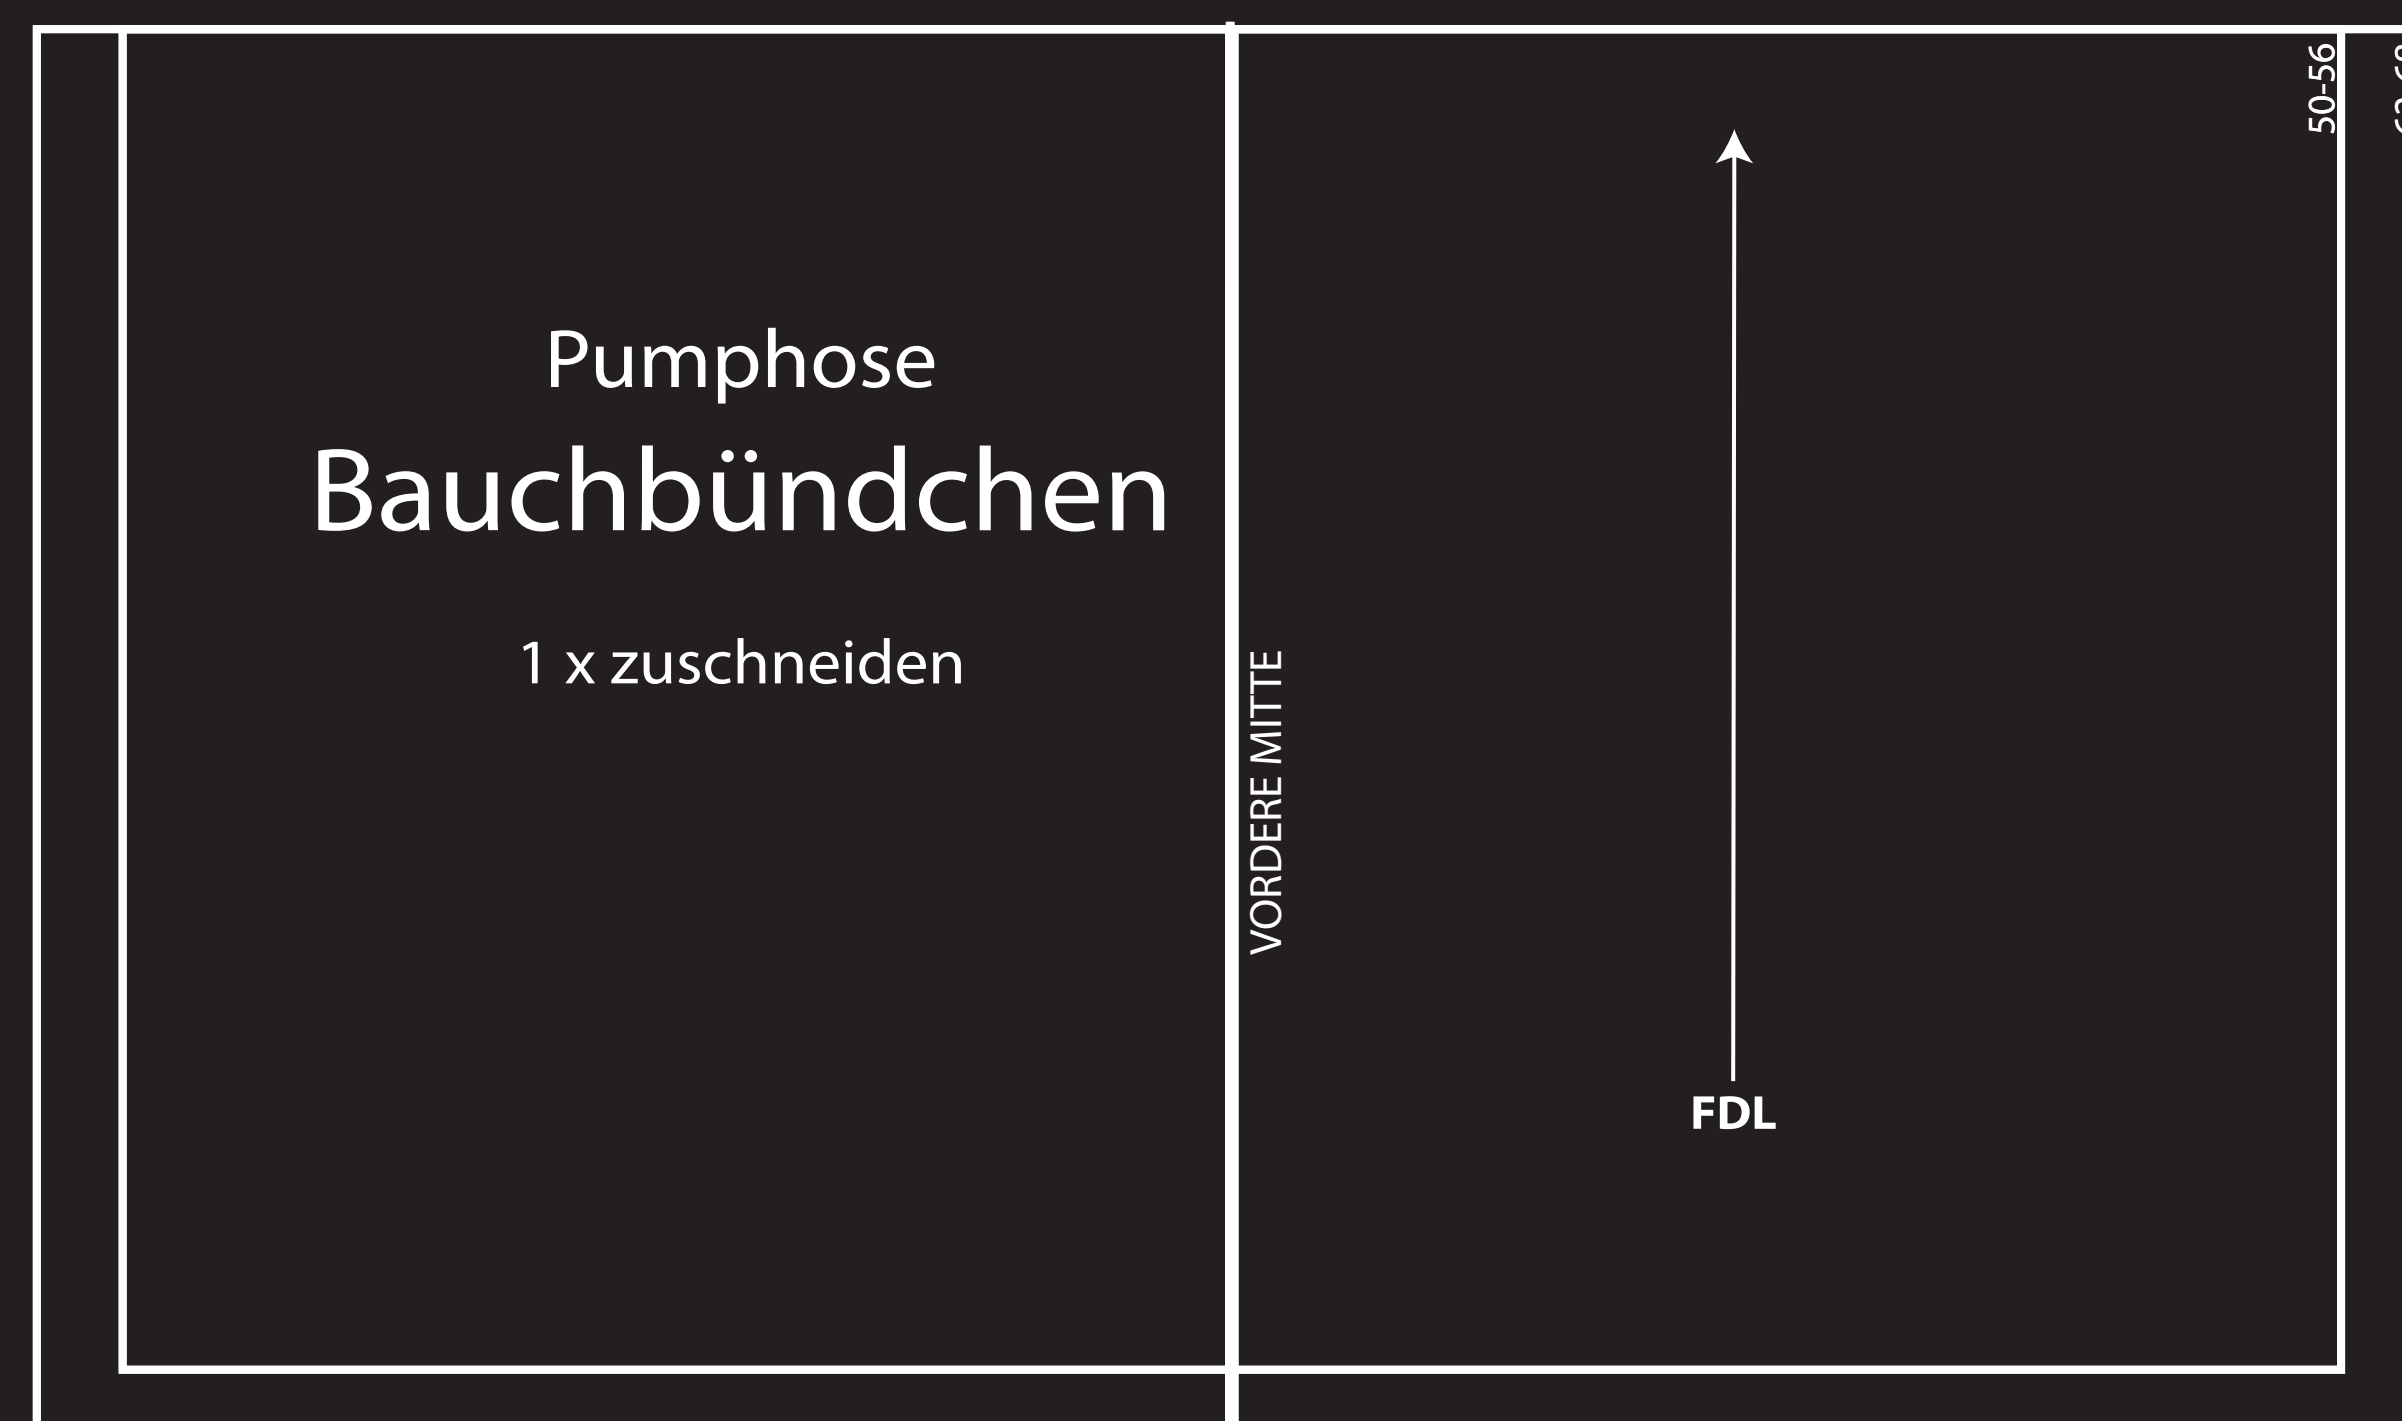 50-56
Pumphose
Bauchbündchen
1 x zuschneiden
VORDERE MITTE
FDL